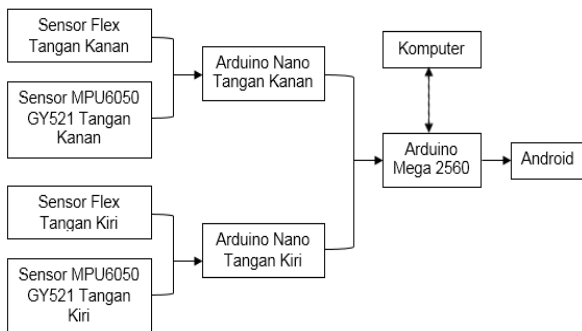 Sensor Flex
Tangan Kanan
Sensor MPU6050
GY521 Tangan
Kanan
Arduino Nano
Tangan Kanan
Komputer
Arduino
Mega 2560
Android
Sensor Flex
Tangan Kiri
Sensor MPU6050
GY521 Tangan
Kiri
Arduino Nano
Tangan Kiri